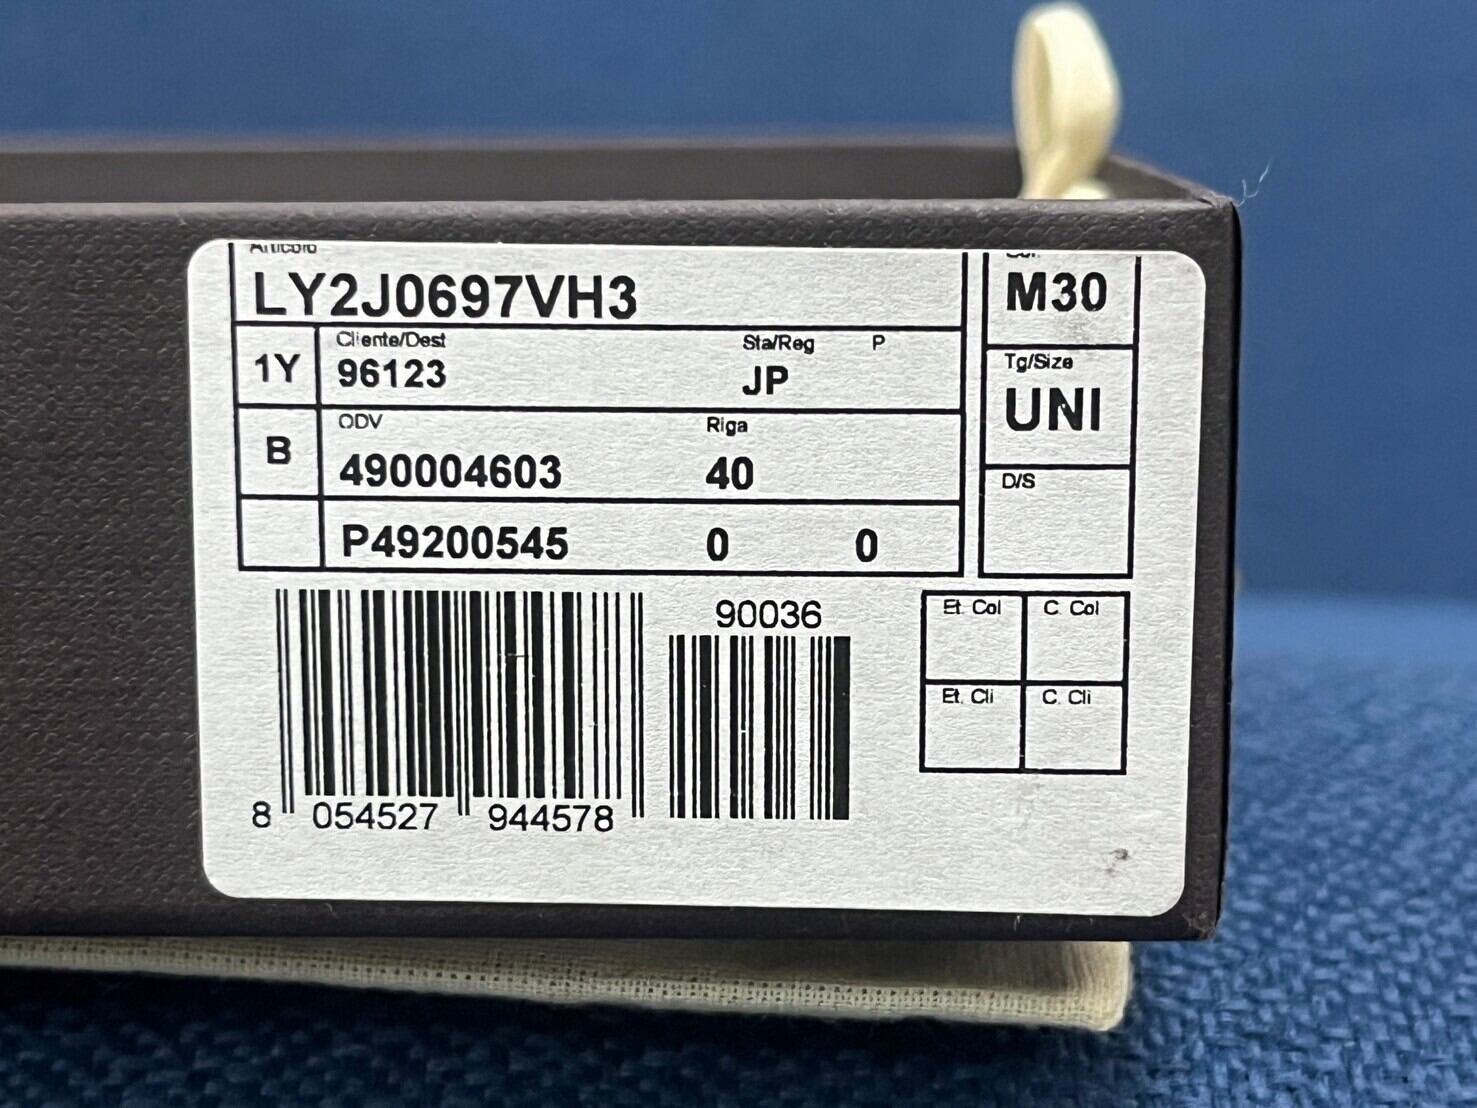 Articolo
LY2J0697VH3
M30
1Y
Cliente/Dest
Sta/Reg
P
96123
JP
Tg/Size
UNI
B
ODV
Riga
490004603
40
D/S
P49200545
0
0
90036
Et. Col
C. Col
Et. Cli
C. Cli
8 054527 944578